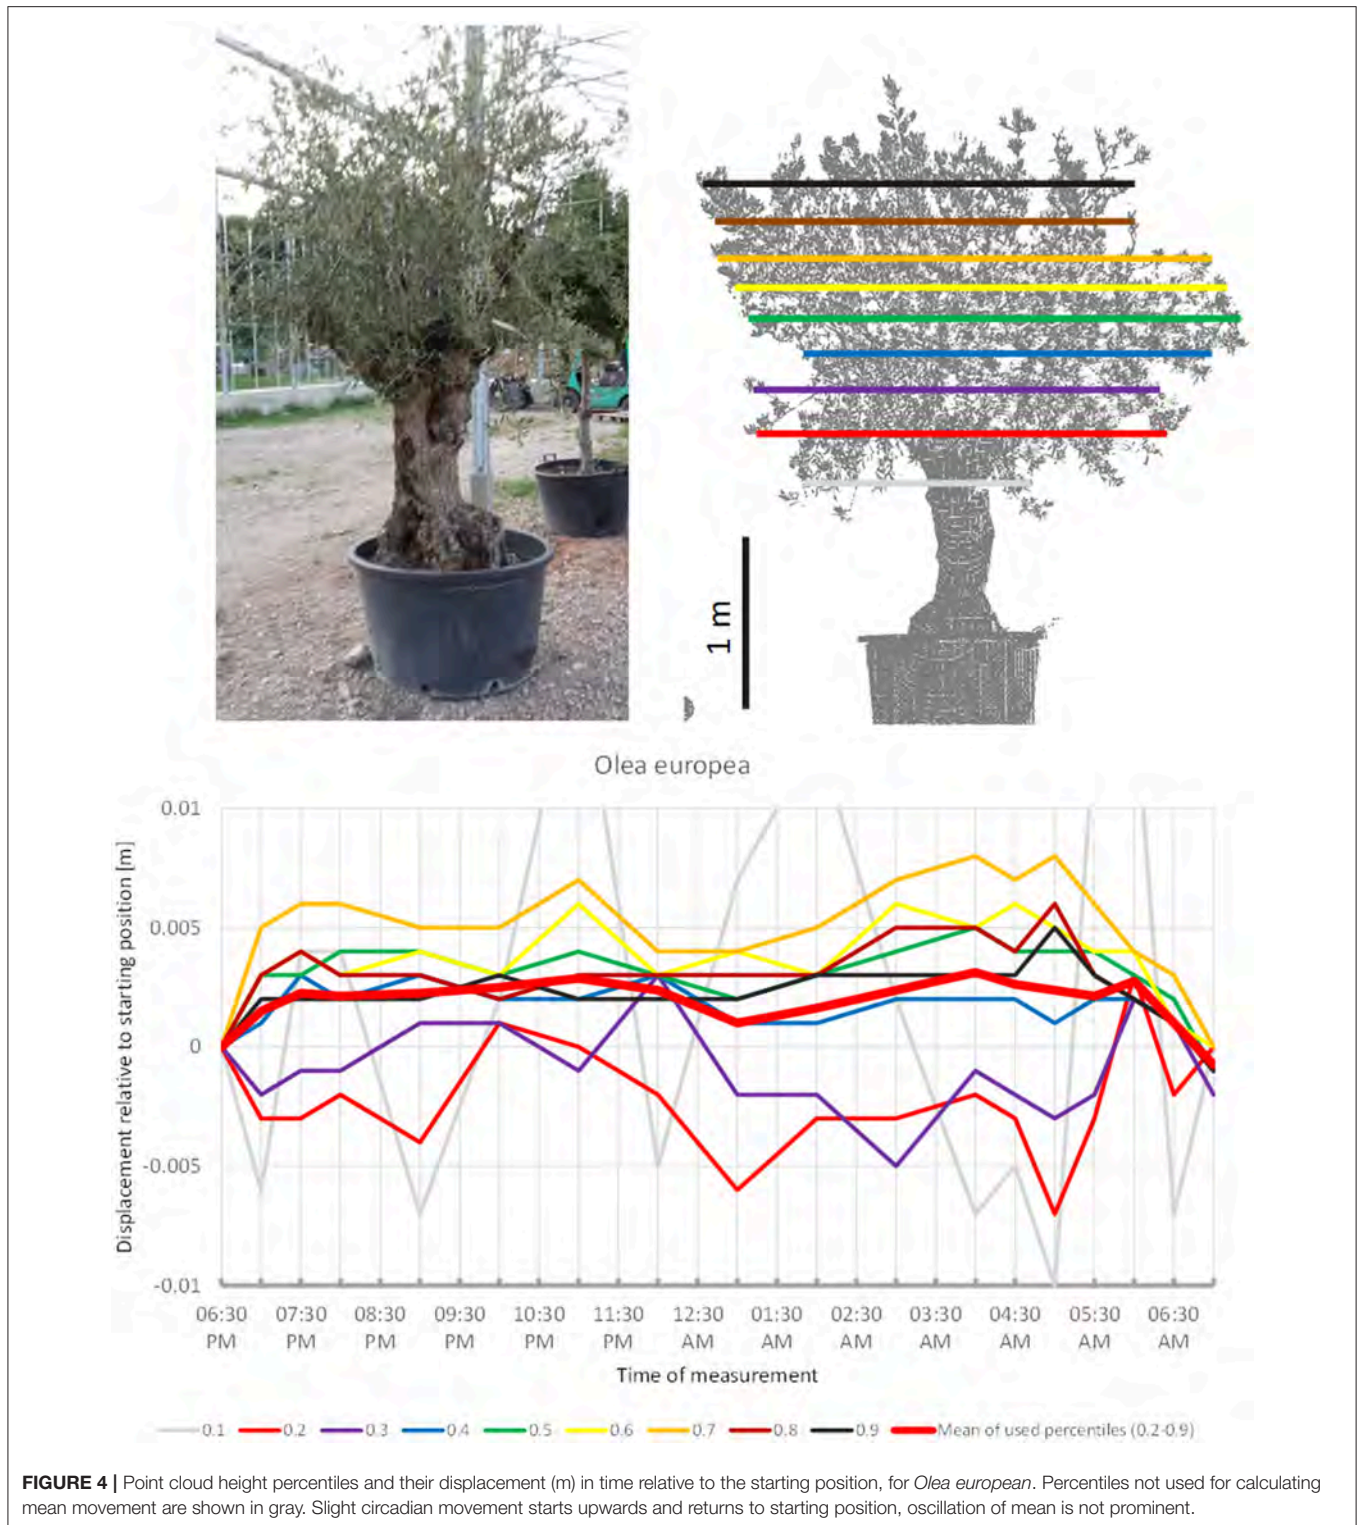 1 m
Olea europea
Displacement relative to starting position [m]
0.01
0.005
0
-0.005
-0.01
06:30 PM
07:30 PM
08:30 PM
09:30 PM
10:30 PM
11:30 PM
12:30 AM
01:30 AM
02:30 AM
03:30 AM
04:30 AM
05:30 AM
06:30 AM
Time of measurement
0.1 0.2 0.3 0.4 0.5 0.6 0.7 0.8 0.9 Mean of used percentiles (0.2-0.9)
FIGURE 4 | Point cloud height percentiles and their displacement (m) in time relative to the starting position, for Olea european. Percentiles not used for calculating
mean movement are shown in gray. Slight circadian movement starts upwards and returns to starting position, oscillation of mean is not prominent.